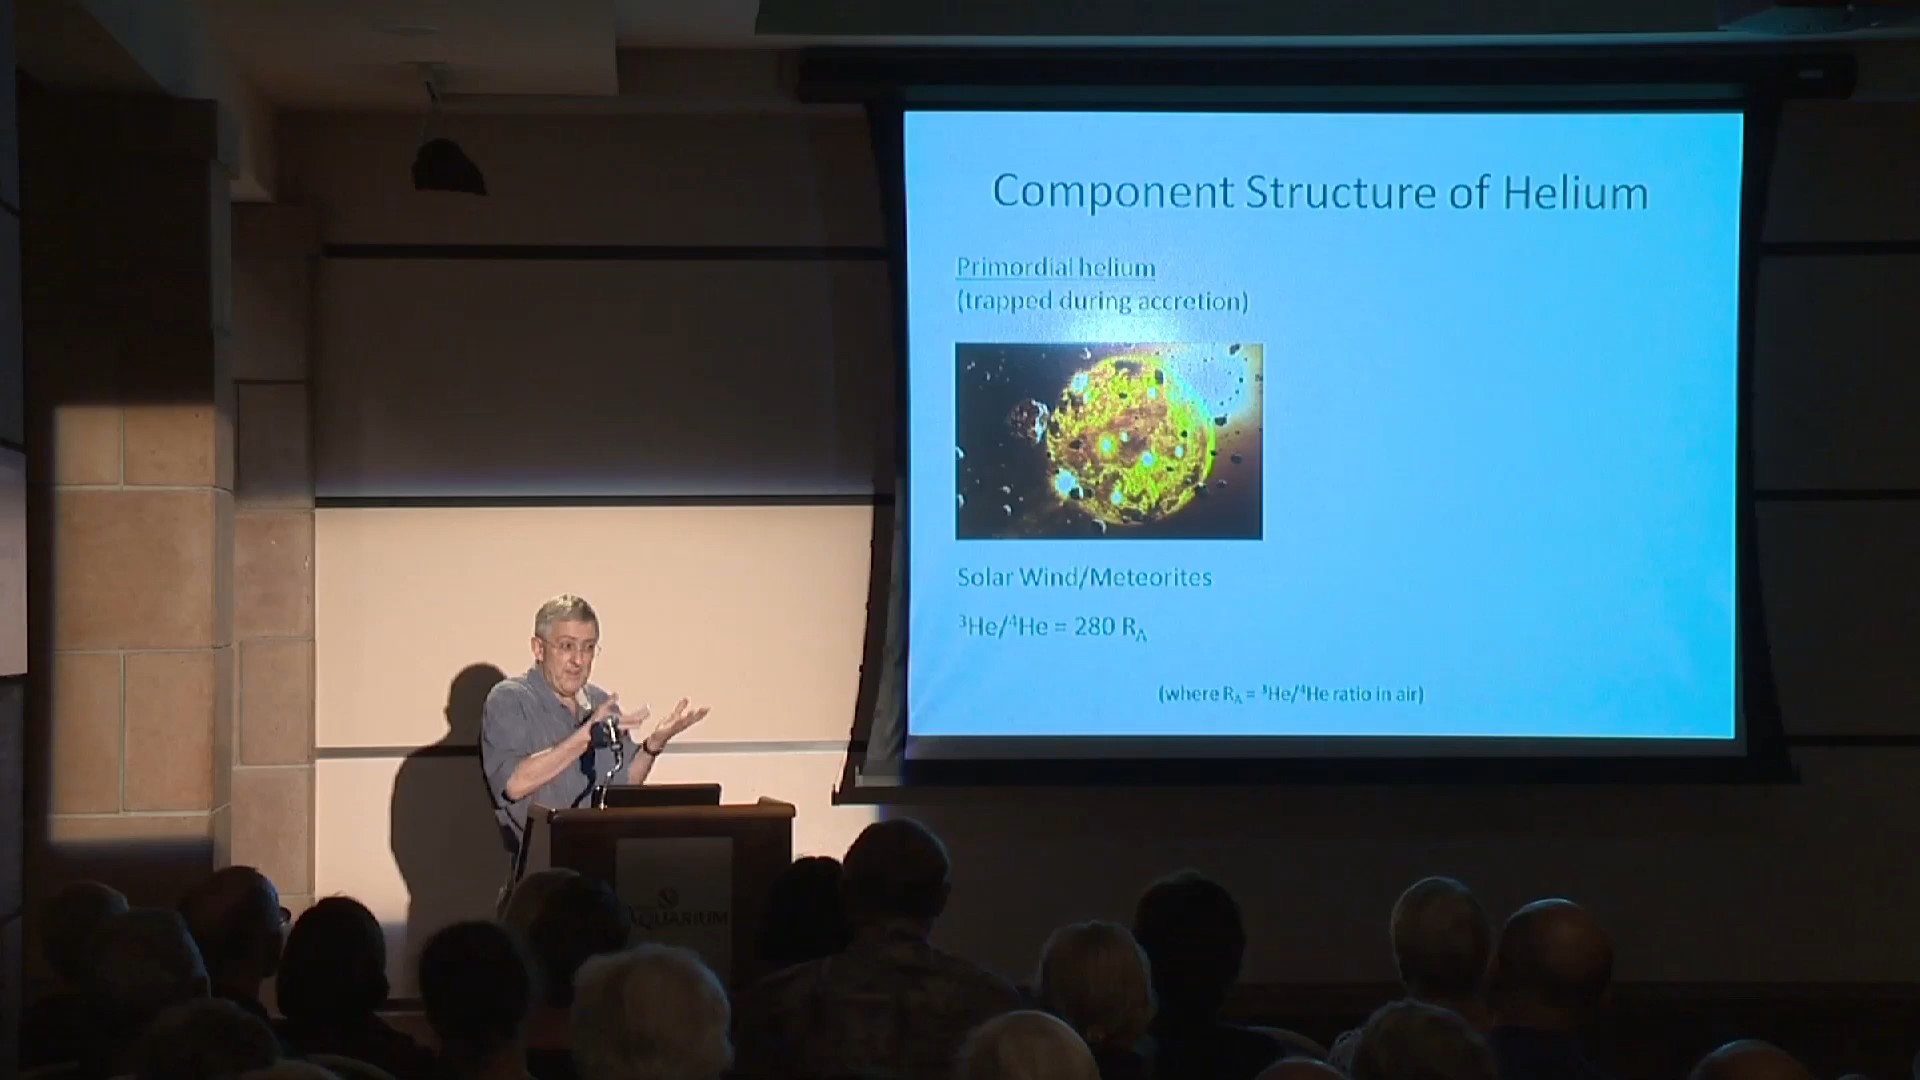 Component Structure of Helium
Primordial helium
(trapped during accretion)
Solar Wind/Meteorites
³He/⁴He = 280 R_A
(where R_A = ³He/⁴He ratio in air)
AQUARIUM